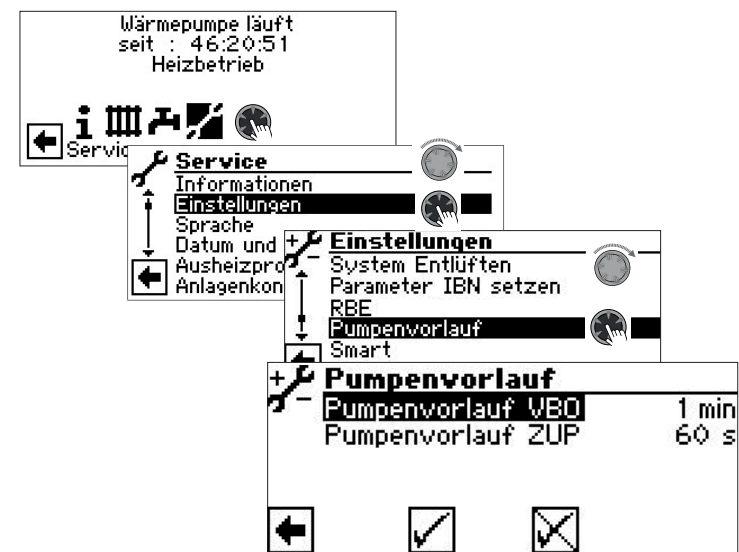 Wärmepumpe läuft
seit : 46:20:51
Heizbetrieb
Service
Informationen
Einstellungen
Sprache
Datum und
Ausheizpro
Anlagenkon
Einstellungen
System Entlüften
Parameter IBN setzen
RBE
Pumpenvorlauf
Smart
Pumpenvorlauf
Pumpenvorlauf VBO 1 min
Pumpenvorlauf ZUP 60 s